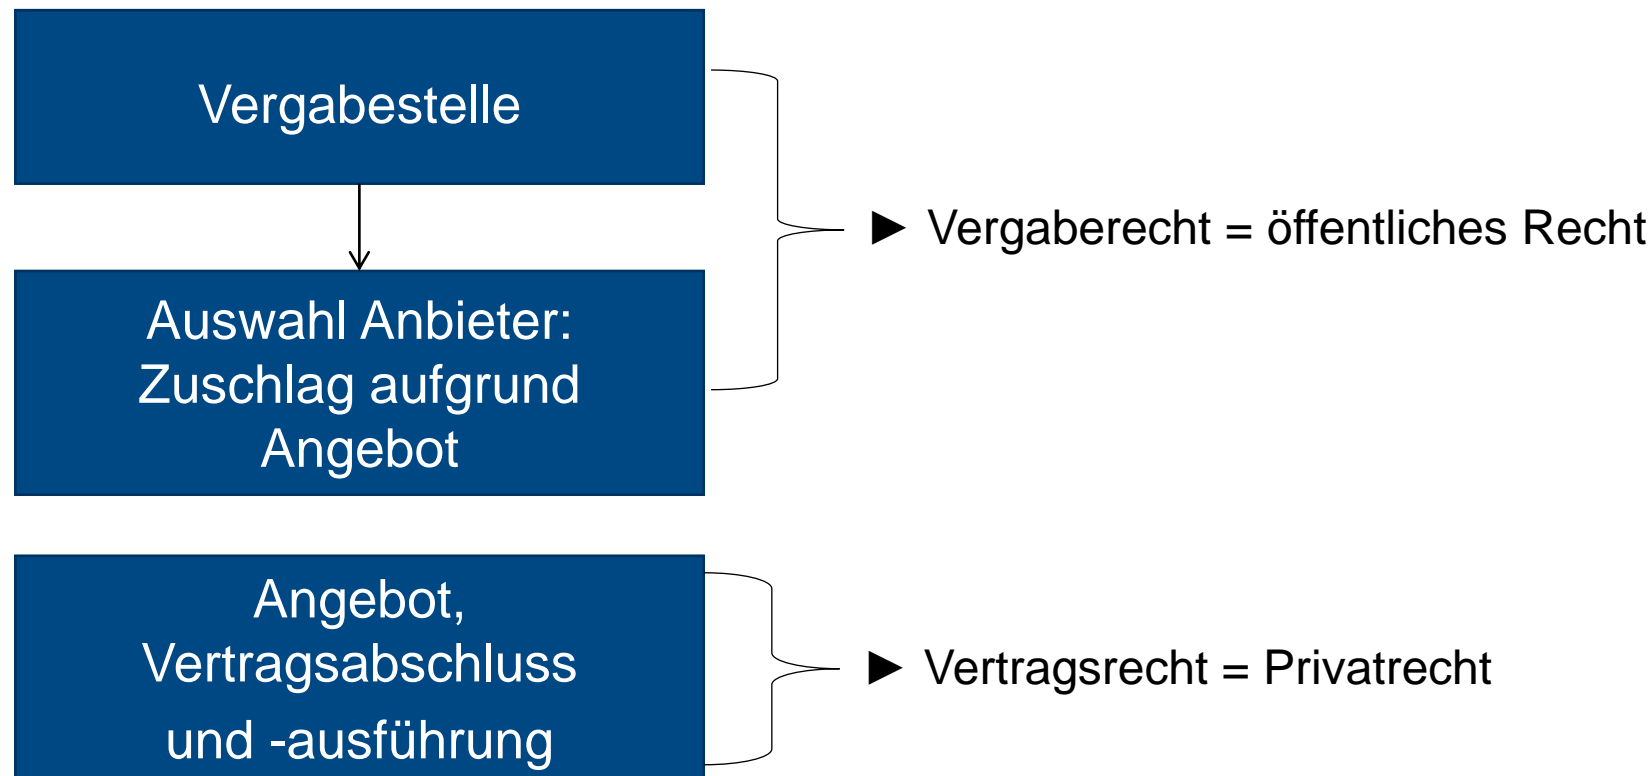 Vergabestelle
► Vergaberecht = öffentliches Recht
Auswahl Anbieter:
Zuschlag aufgrund
Angebot
Angebot,
Vertragsabschluss
und -ausführung
► Vertragsrecht = Privatrecht